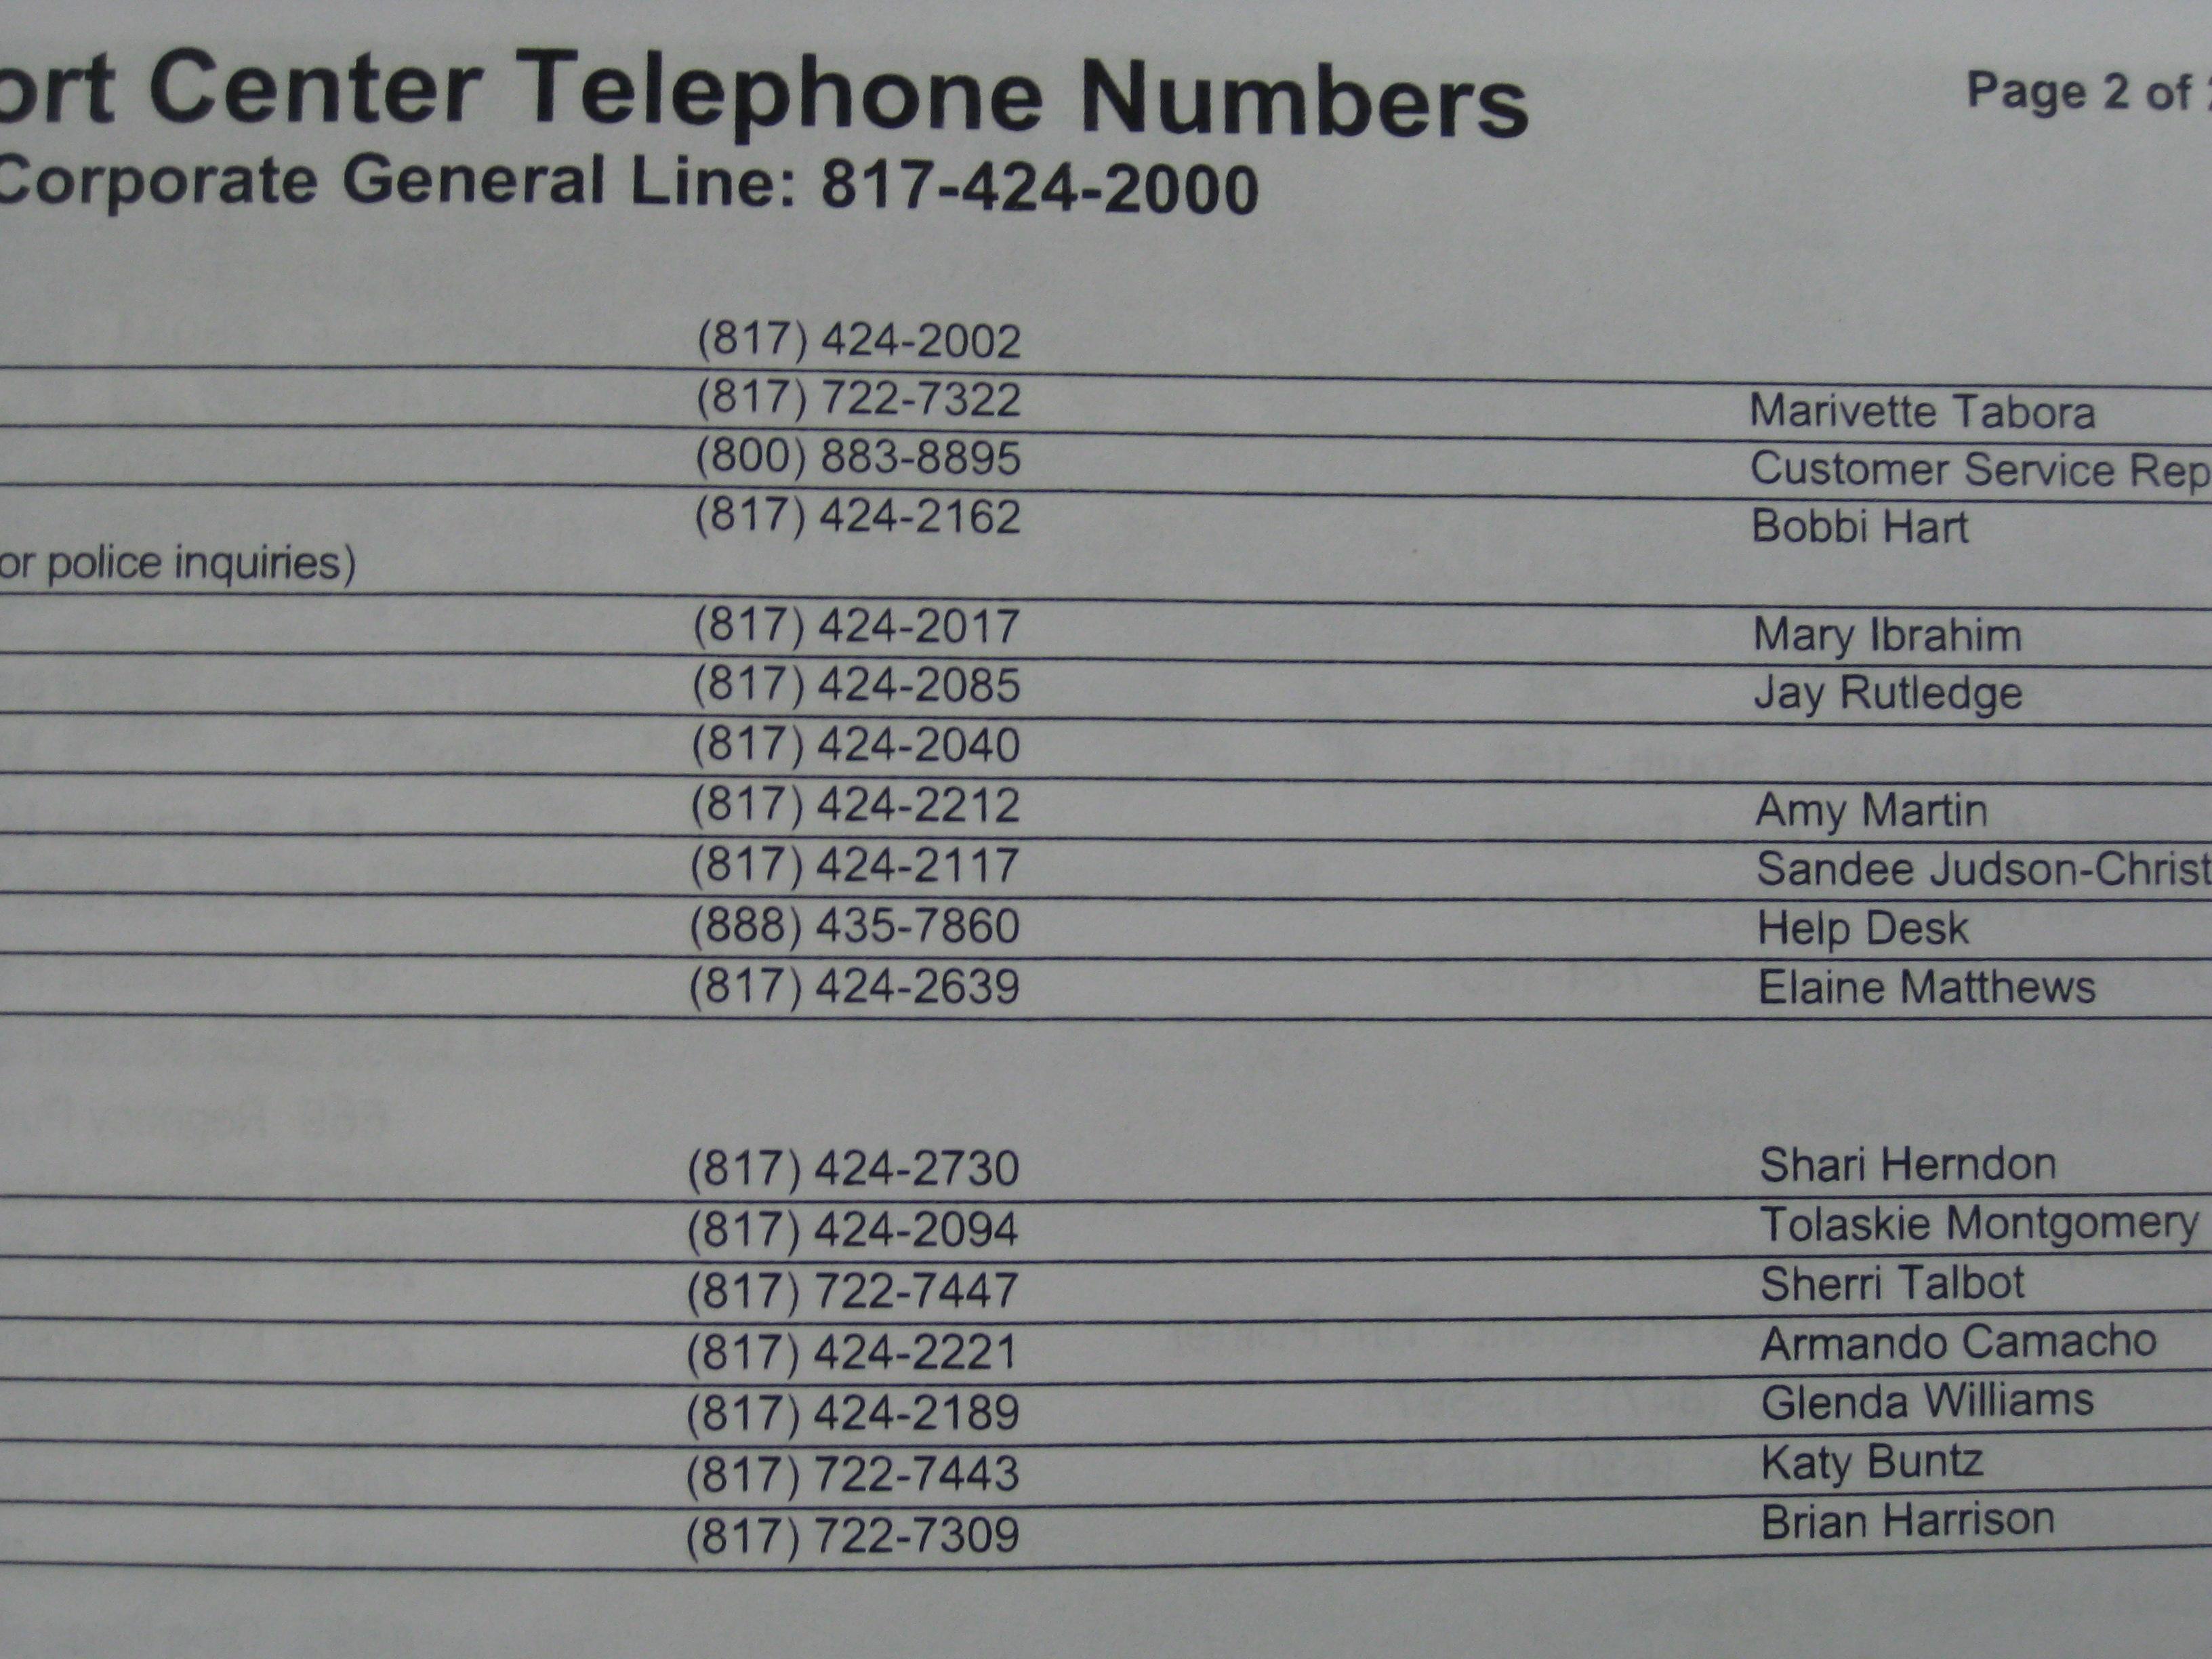 ort Center Telephone Numbers Page 2 of
Corporate General Line: 817-424-2000
(817) 424-2002
(817) 722-7322 Marivette Tabora
(800) 883-8895 Customer Service Rep
(817) 424-2162 Bobbi Hart
or police inquiries)
(817) 424-2017 Mary Ibrahim
(817) 424-2085 Jay Rutledge
(817) 424-2040
(817) 424-2212 Amy Martin
(817) 424-2117 Sandee Judson-Christ
(888) 435-7860 Help Desk
(817) 424-2639 Elaine Matthews
(817) 424-2730 Shari Herndon
(817) 424-2094 Tolaskie Montgomery
(817) 722-7447 Sherri Talbot
(817) 424-2221 Armando Camacho
(817) 424-2189 Glenda Williams
(817) 722-7443 Katy Buntz
(817) 722-7309 Brian Harrison